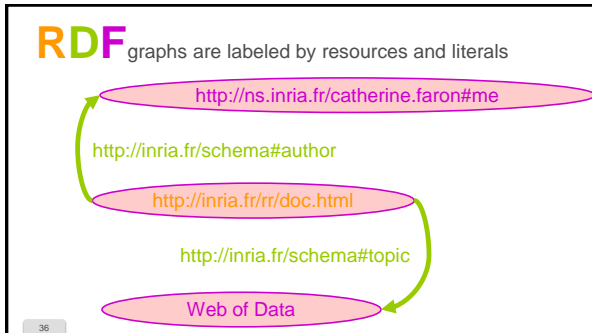 RDF graphs are labeled by resources and literals
http://ns.inria.fr/catherine.faron#me
http://inria.fr/schema#author
http://inria.fr/rr/doc.html
http://inria.fr/schema#topic
Web of Data
36